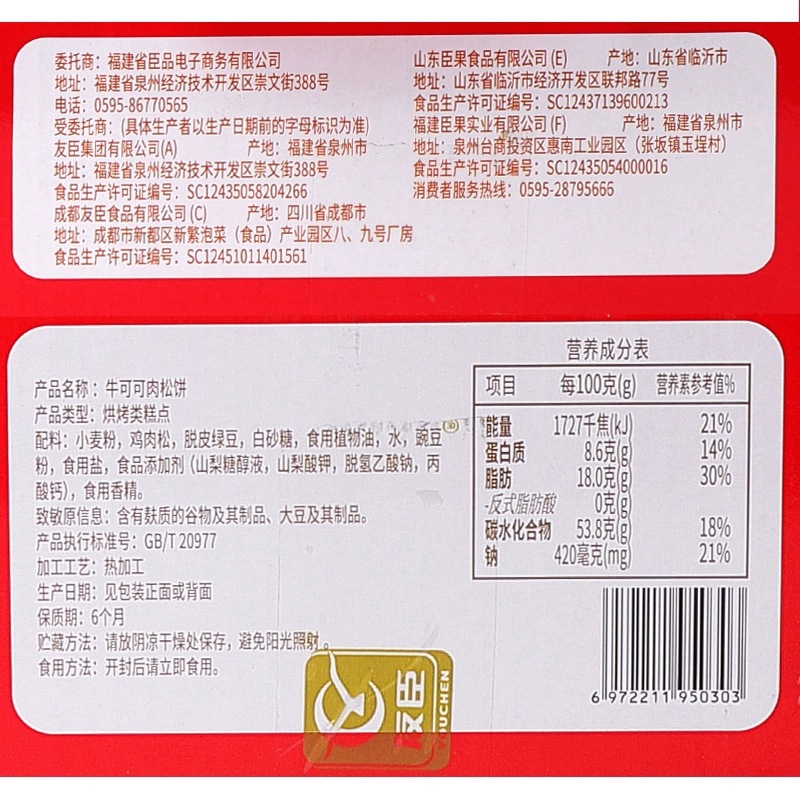 委托商：福建省臣品电子商务有限公司
地址：福建省泉州经济技术开发区崇文街388号
电话：0595-86770565
受委托商：(具体生产者以生产日期前的字母标识为准)
友臣集团有限公司(A) 产地：福建省泉州市
地址：福建省泉州经济技术开发区崇文街388号
食品生产许可证编号：SC12435058204266
成都友臣食品有限公司 (C) 产地：四川省成都市
地址：成都市新都区新繁泡菜（食品）产业园区八、九号厂房
食品生产许可证编号：SC12451011401561
山东臣果食品有限公司 (E) 产地：山东省临沂市
地址：山东省临沂市经济开发区联邦路77号
食品生产许可证编号：SC12437139600213
福建臣果实业有限公司 (F) 产地：福建省泉州市
地址：泉州台商投资区惠南工业园区（张坂镇玉埕村）
食品生产许可证编号：SC12435054000016
消费者服务热线：0595-28795666
产品名称：牛可可肉松饼
产品类型：烘烤类糕点
配料：小麦粉，鸡肉松，脱皮绿豆，白砂糖，食用植物油，水，豌豆
粉，食用盐，食品添加剂（山梨糖醇液，山梨酸钾，脱氢乙酸钠，丙
酸钙），食用香精。
致敏原信息：含有麸质的谷物及其制品、大豆及其制品。
产品执行标准号：GB/T 20977
加工工艺：热加工
生产日期：见包装正面或背面
保质期：6个月
贮藏方法：请放阴凉干燥处保存，避免阳光照射。
食用方法：开封后请立即食用。
营养成分表
项目 每100克(g) 营养素参考值%
能量 1727千焦(kJ) 21%
蛋白质 8.6克(g) 14%
脂肪 18.0克(g) 30%
-反式脂肪酸 0克(g)
碳水化合物 53.8克(g) 18%
钠 420毫克(mg) 21%
6 972211 950303
友臣
YOUCHEN